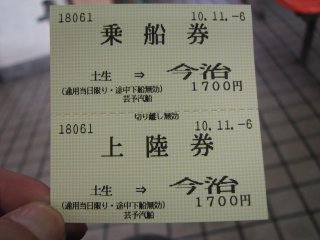 18061 10.11.-6
乗船券
土生 ⇒ 今治
(適用当日限り・途中下船無効) 1700円
芸予汽船
切り離し無効
18061 10.11.-6
上陸券
土生 ⇒ 今治
(適用当日限り・途中下船無効) 1700円
芸予汽船